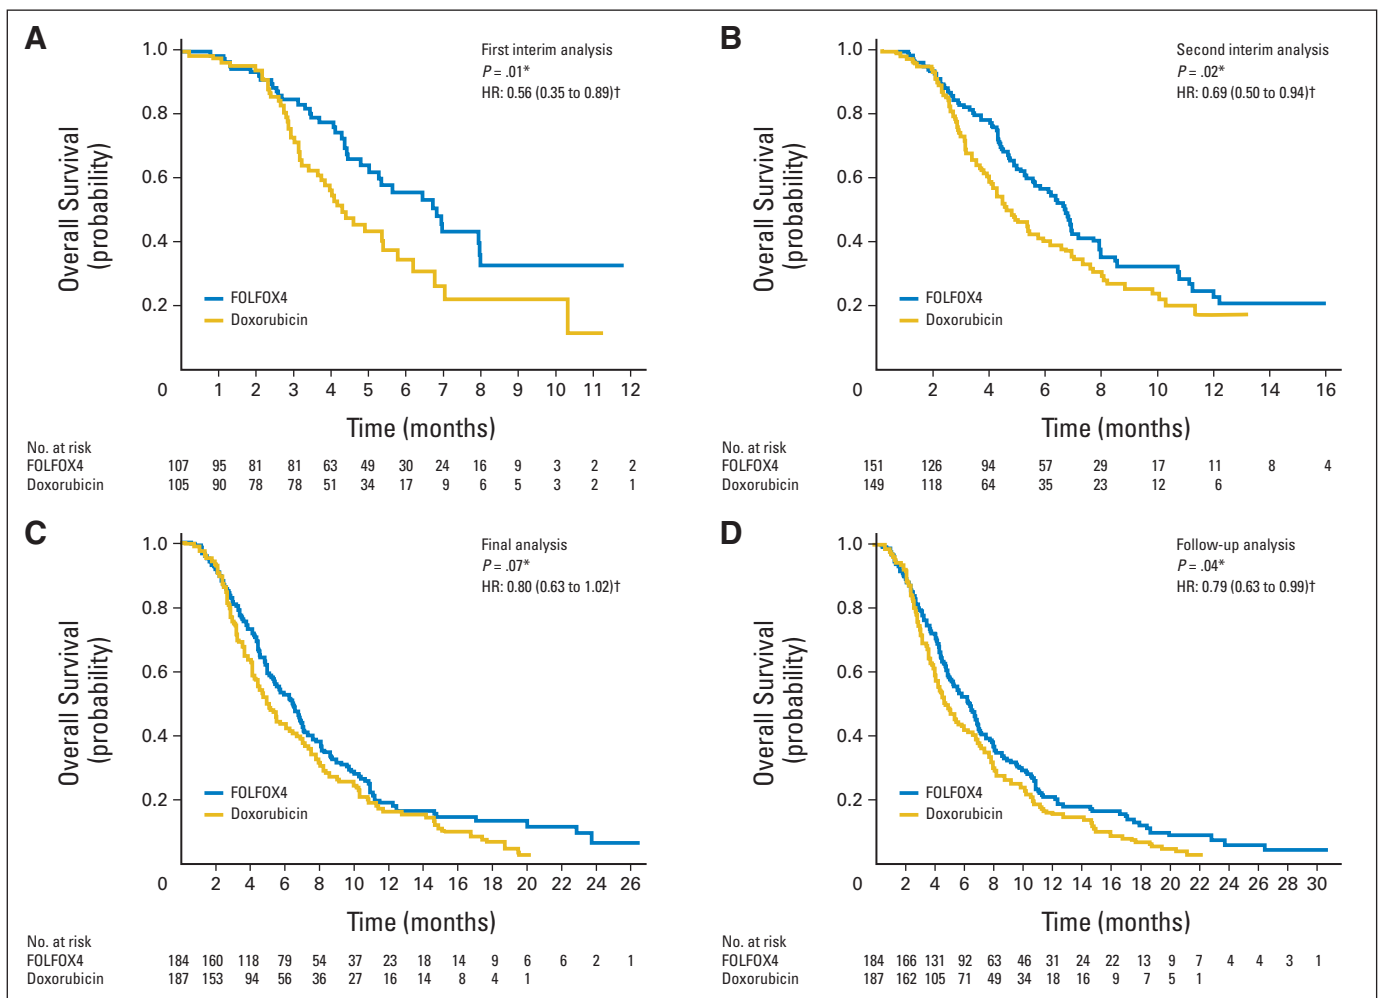 A
First interim analysis
P = .01*
HR: 0.56 (0.35 to 0.89)†
Overall Survival
(probability)
1.0
0.8
0.6
0.4
0.2
FOLFOX4
Doxorubicin
0 1 2 3 4 5 6 7 8 9 10 11 12
Time (months)
No. at risk
FOLFOX4 107 95 81 81 63 49 30 24 16 9 3 2 2
Doxorubicin 105 90 78 78 51 34 17 9 6 5 3 2 1
B
Second interim analysis
P = .02*
HR: 0.69 (0.50 to 0.94)†
Overall Survival
(probability)
1.0
0.8
0.6
0.4
0.2
FOLFOX4
Doxorubicin
0 2 4 6 8 10 12 14 16
Time (months)
No. at risk
FOLFOX4 151 126 94 57 29 17 11 8 4
Doxorubicin 149 118 64 35 23 12 6
C
Final analysis
P = .07*
HR: 0.80 (0.63 to 1.02)†
Overall Survival
(probability)
1.0
0.8
0.6
0.4
0.2
FOLFOX4
Doxorubicin
0 2 4 6 8 10 12 14 16 18 20 22 24 26
Time (months)
No. at risk
FOLFOX4 184 160 118 79 54 37 23 18 14 9 6 6 2 1
Doxorubicin 187 153 94 56 36 27 16 14 8 4 1
D
Follow-up analysis
P = .04*
HR: 0.79 (0.63 to 0.99)†
Overall Survival
(probability)
1.0
0.8
0.6
0.4
0.2
FOLFOX4
Doxorubicin
0 2 4 6 8 10 12 14 16 18 20 22 24 26 28 30
Time (months)
No. at risk
FOLFOX4 184 166 131 92 63 46 31 24 22 13 9 7 4 4 3 1
Doxorubicin 187 162 105 71 49 34 18 16 9 7 5 1